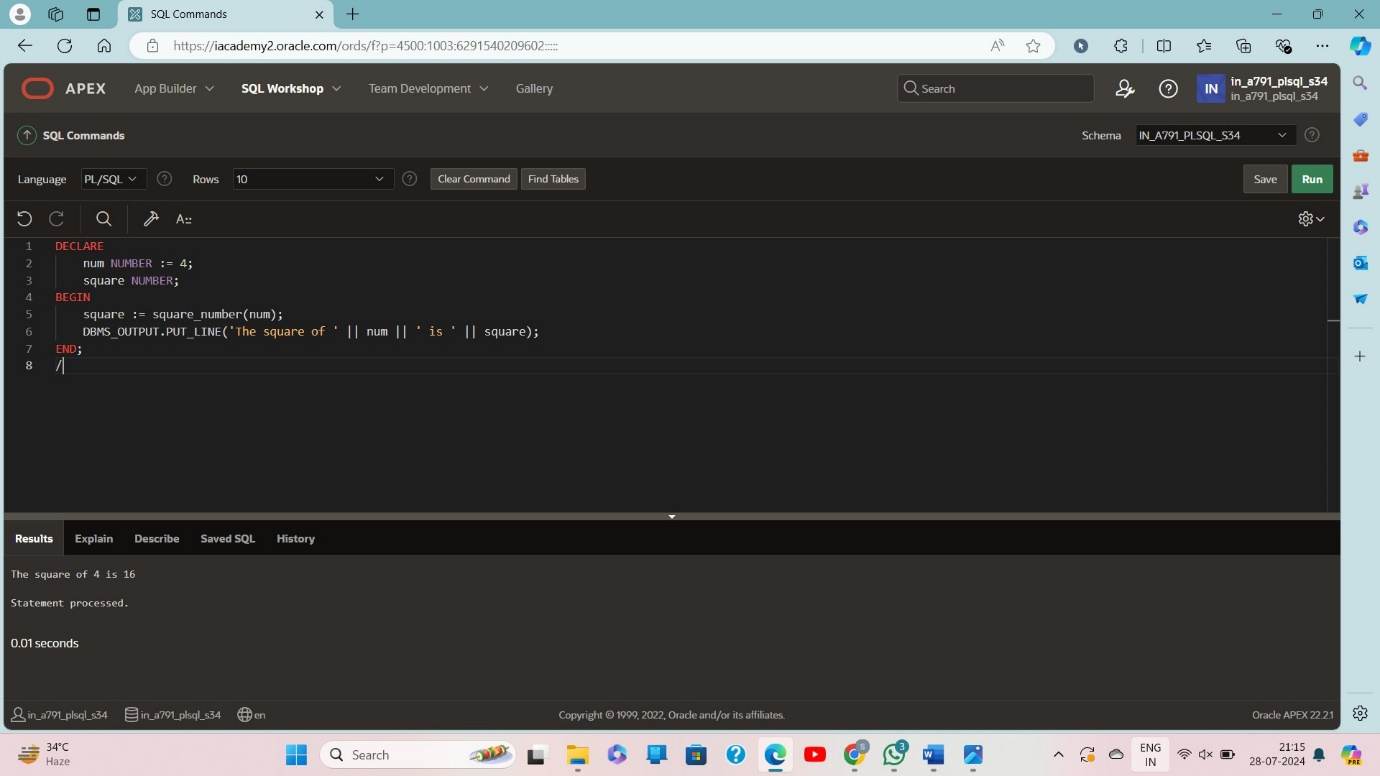 SQL Commands
https://iacademy2.oracle.com/ords/f?p=4500:1003:6291540209602:::::
APEX App Builder SQL Workshop Team Development Gallery Search IN in_a791_plsql_s34
in_a791_plsql_s34
SQL Commands Schema IN_A791_PLSQL_S34
Language PL/SQL Rows 10 Clear Command Find Tables Save Run
1 DECLARE
2 num NUMBER := 4;
3 square NUMBER;
4 BEGIN
5 square := square_number(num);
6 DBMS_OUTPUT.PUT_LINE('The square of ' || num || ' is ' || square);
7 END;
8 /
Results Explain Describe Saved SQL History
The square of 4 is 16
Statement processed.
0.01 seconds
in_a791_plsql_s34 in_a791_plsql_s34 en Copyright © 1999, 2022, Oracle and/or its affiliates. Oracle APEX 22.2.1
34°C
Haze
Search
3
ENG
IN
21:15
28-07-2024
PRE